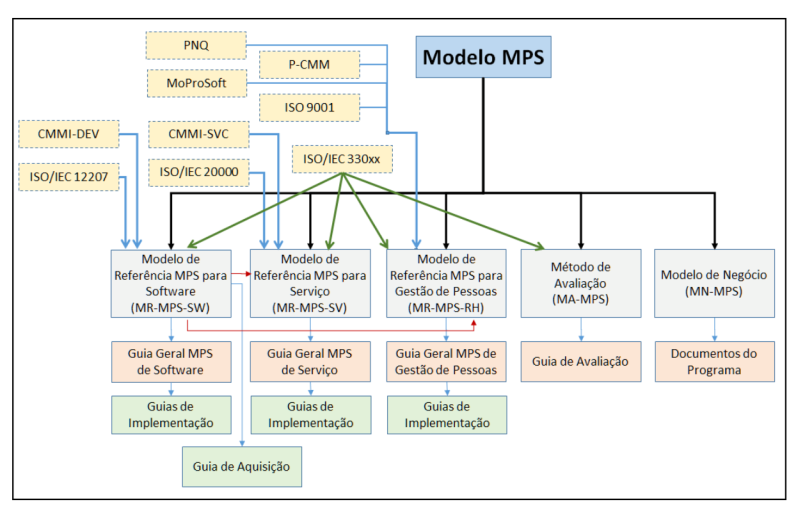 PNQ
Modelo MPS
P-CMM
MoProSoft
ISO 9001
CMMI-DEV
CMMI-SVC
ISO/IEC 330xx
ISO/IEC 12207
ISO/IEC 20000
Modelo de
Referência MPS para
Software
(MR-MPS-SW)
Modelo de
Referência MPS para
Serviço
(MR-MPS-SV)
Modelo de
Referência MPS para
Gestão de Pessoas
(MR-MPS-RH)
Método de
Avaliação
(MA-MPS)
Modelo de Negócio
(MN-MPS)
Guia Geral MPS
de Software
Guia Geral MPS
de Serviço
Guia Geral MPS de
Gestão de Pessoas
Guia de Avaliação
Documentos do
Programa
Guias de
Implementação
Guias de
Implementação
Guias de
Implementação
Guia de Aquisição